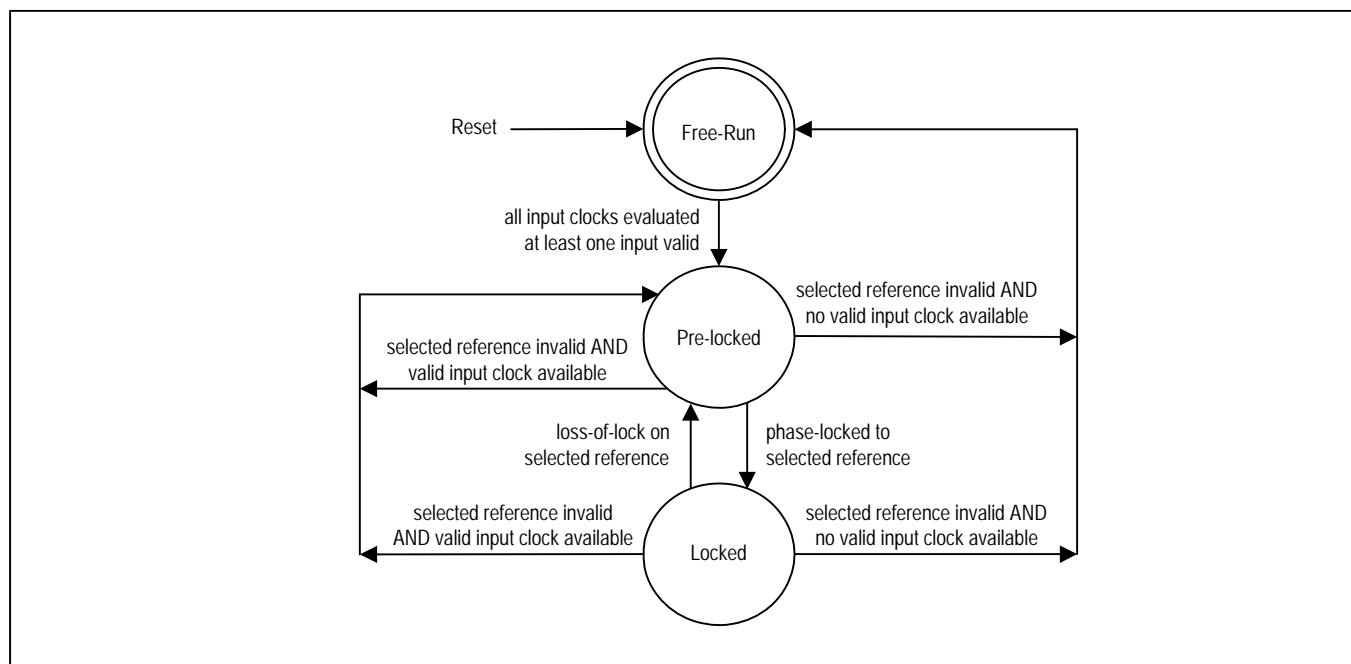 Reset
Free-Run
all input clocks evaluated
at least one input valid
selected reference invalid AND
no valid input clock available
Pre-locked
selected reference invalid AND
valid input clock available
loss-of-lock on
selected reference
phase-locked to
selected reference
selected reference invalid
AND valid input clock available
selected reference invalid AND
no valid input clock available
Locked